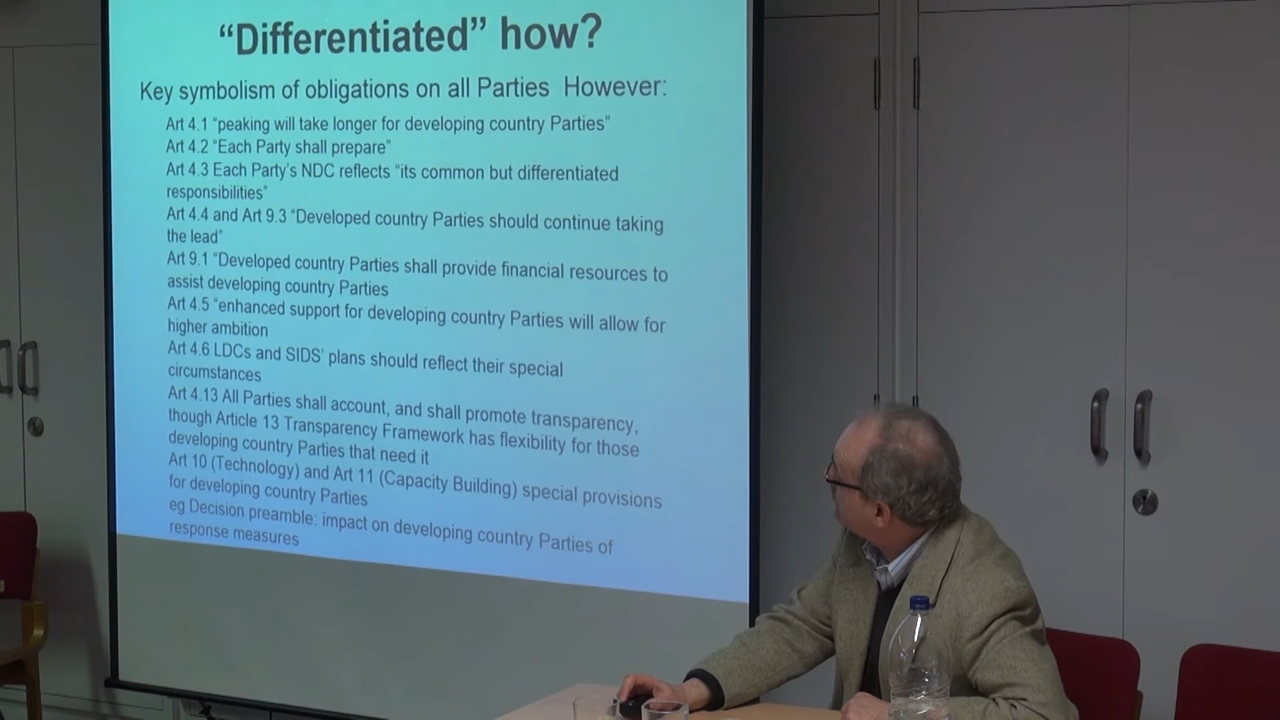 “Differentiated” how?
Key symbolism of obligations on all Parties However:
Art 4.1 “peaking will take longer for developing country Parties”
Art 4.2 “Each Party shall prepare”
Art 4.3 Each Party’s NDC reflects “its common but differentiated
responsibilities”
Art 4.4 and Art 9.3 “Developed country Parties should continue taking
the lead”
Art 9.1 “Developed country Parties shall provide financial resources to
assist developing country Parties
Art 4.5 “enhanced support for developing country Parties will allow for
higher ambition
Art 4.6 LDCs and SIDS’ plans should reflect their special
circumstances
Art 4.13 All Parties shall account, and shall promote transparency,
though Article 13 Transparency Framework has flexibility for those
developing country Parties that need it
Art 10 (Technology) and Art 11 (Capacity Building) special provisions
for developing country Parties
eg Decision preamble: impact on developing country Parties of
response measures